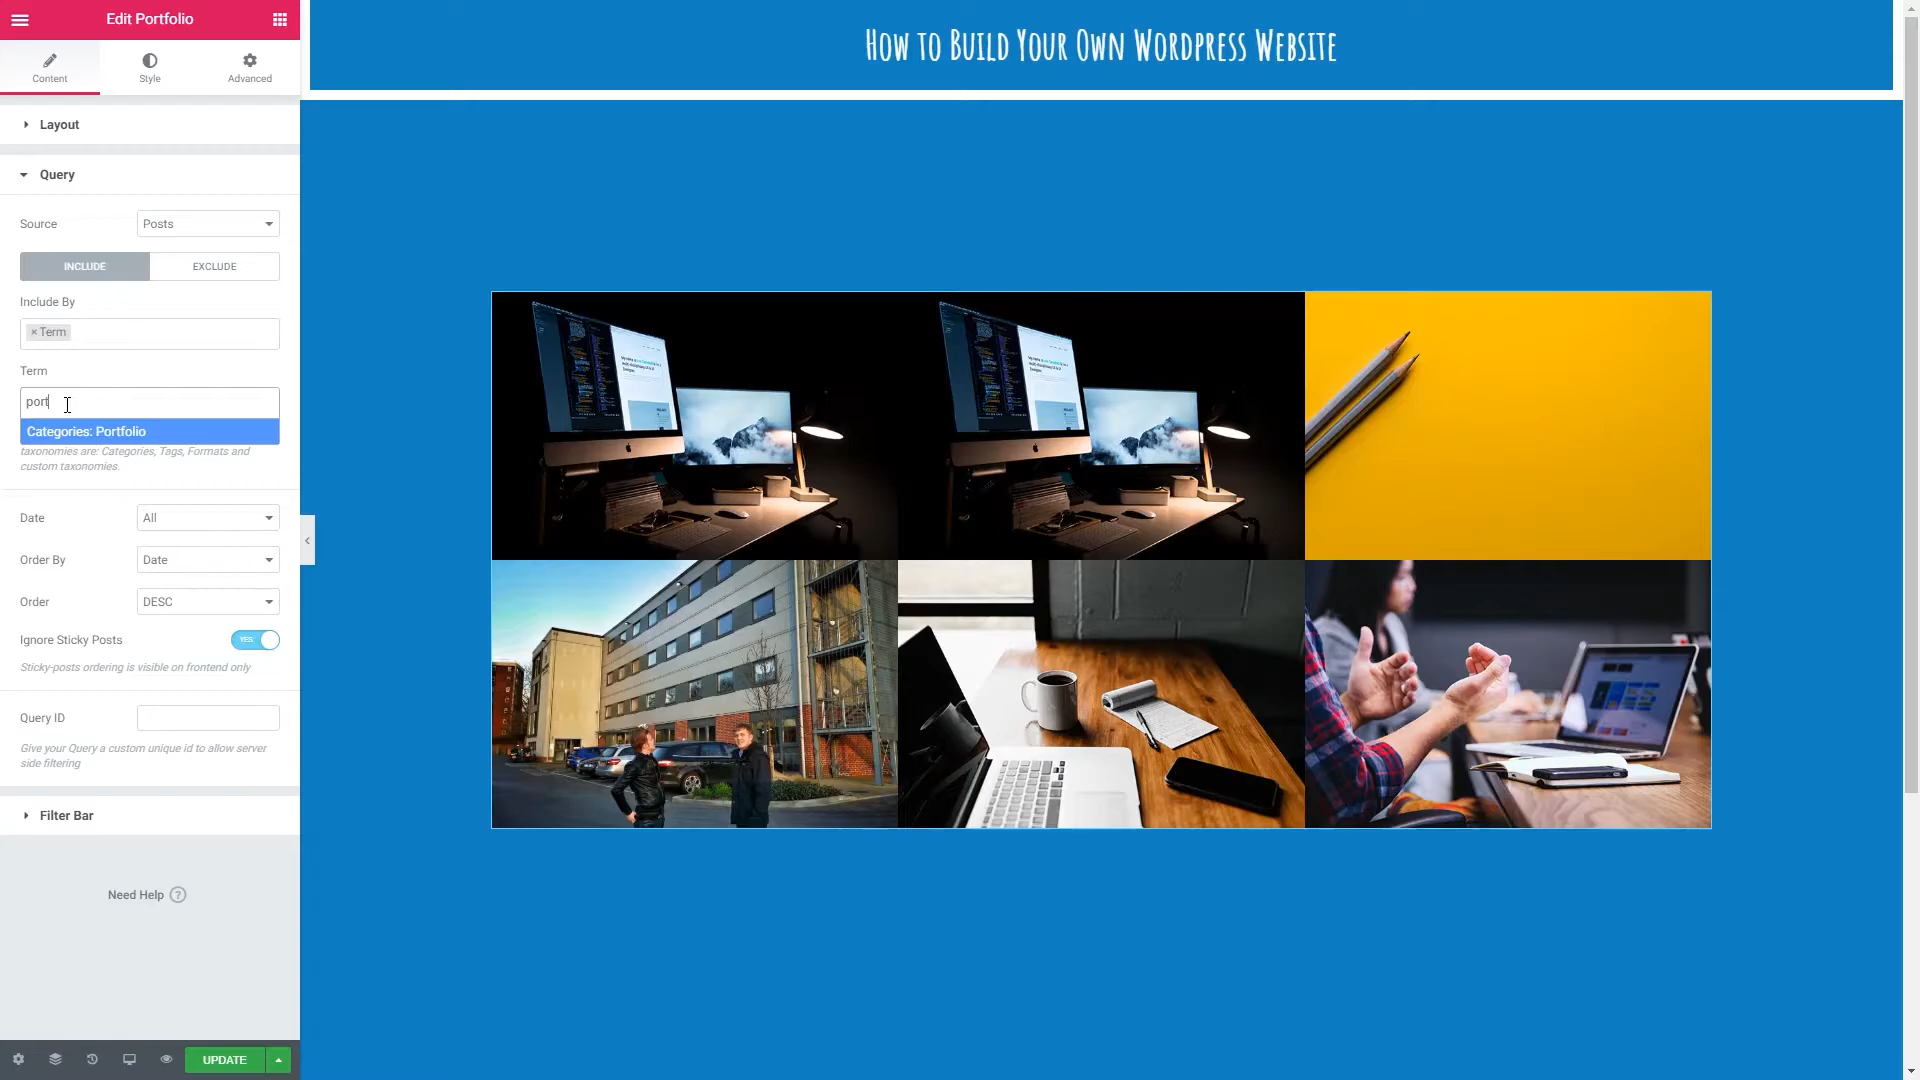 Edit Portfolio
Content
Style
Advanced
Layout
Query
Source
Posts
INCLUDE
EXCLUDE
Include By
× Term
Term
port
Categories: Portfolio
taxonomies are: Categories, Tags, Formats and
custom taxonomies.
Date
All
Order By
Date
Order
DESC
Ignore Sticky Posts
YES
Sticky-posts ordering is visible on frontend only
Query ID
Give your Query a custom unique id to allow server
side filtering
Filter Bar
Need Help ?
UPDATE
How to Build Your Own Wordpress Website